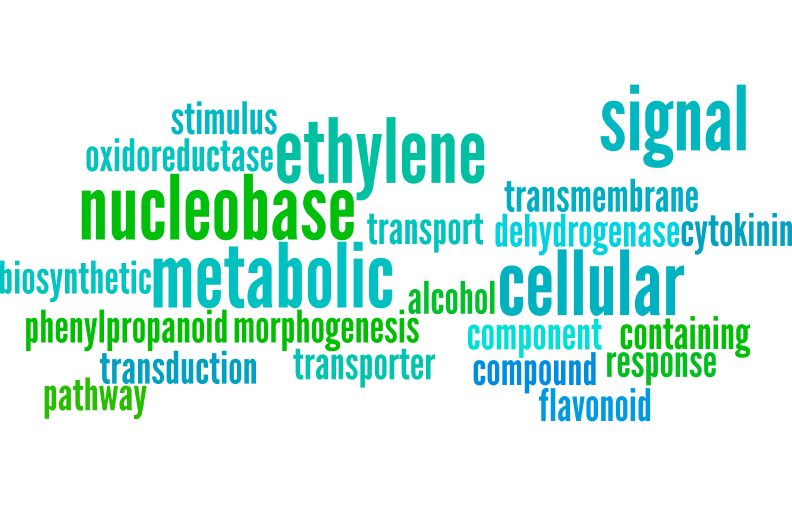 stimulus
signal
oxidoreductase
ethylene
nucleobase
transmembrane
transport
dehydrogenase
cytokinin
biosynthetic
metabolic
cellular
alcohol
phenylpropanoid
morphogenesis
component
containing
transduction
transporter
compound
response
pathway
flavonoid